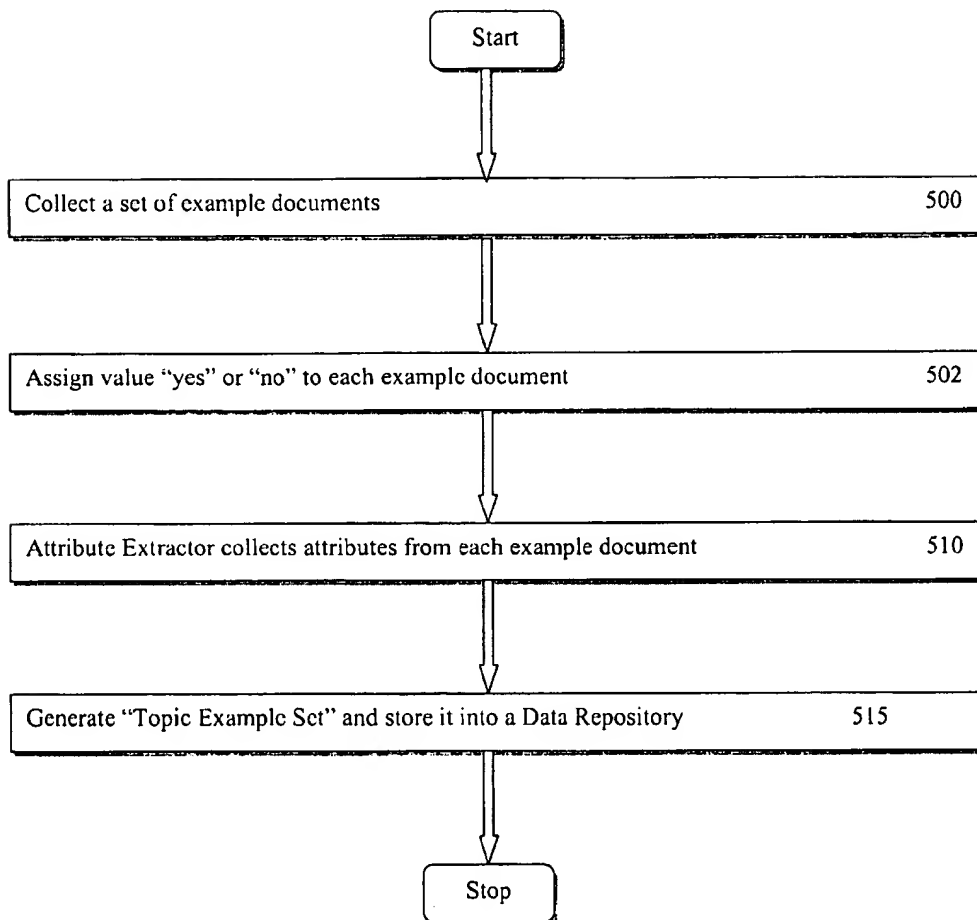 Start
Collect a set of example documents 500
Assign value “yes” or “no” to each example document 502
Attribute Extractor collects attributes from each example document 510
Generate “Topic Example Set” and store it into a Data Repository 515
Stop